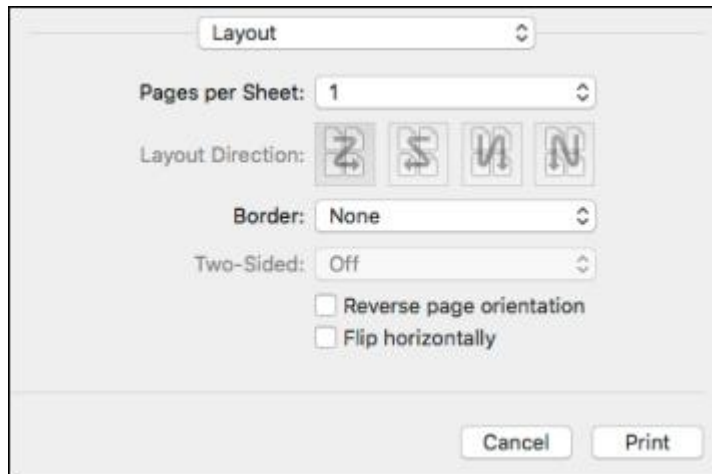 Layout
Pages per Sheet: 1
Layout Direction:
Border: None
Two-Sided: Off
Reverse page orientation
Flip horizontally
Cancel Print